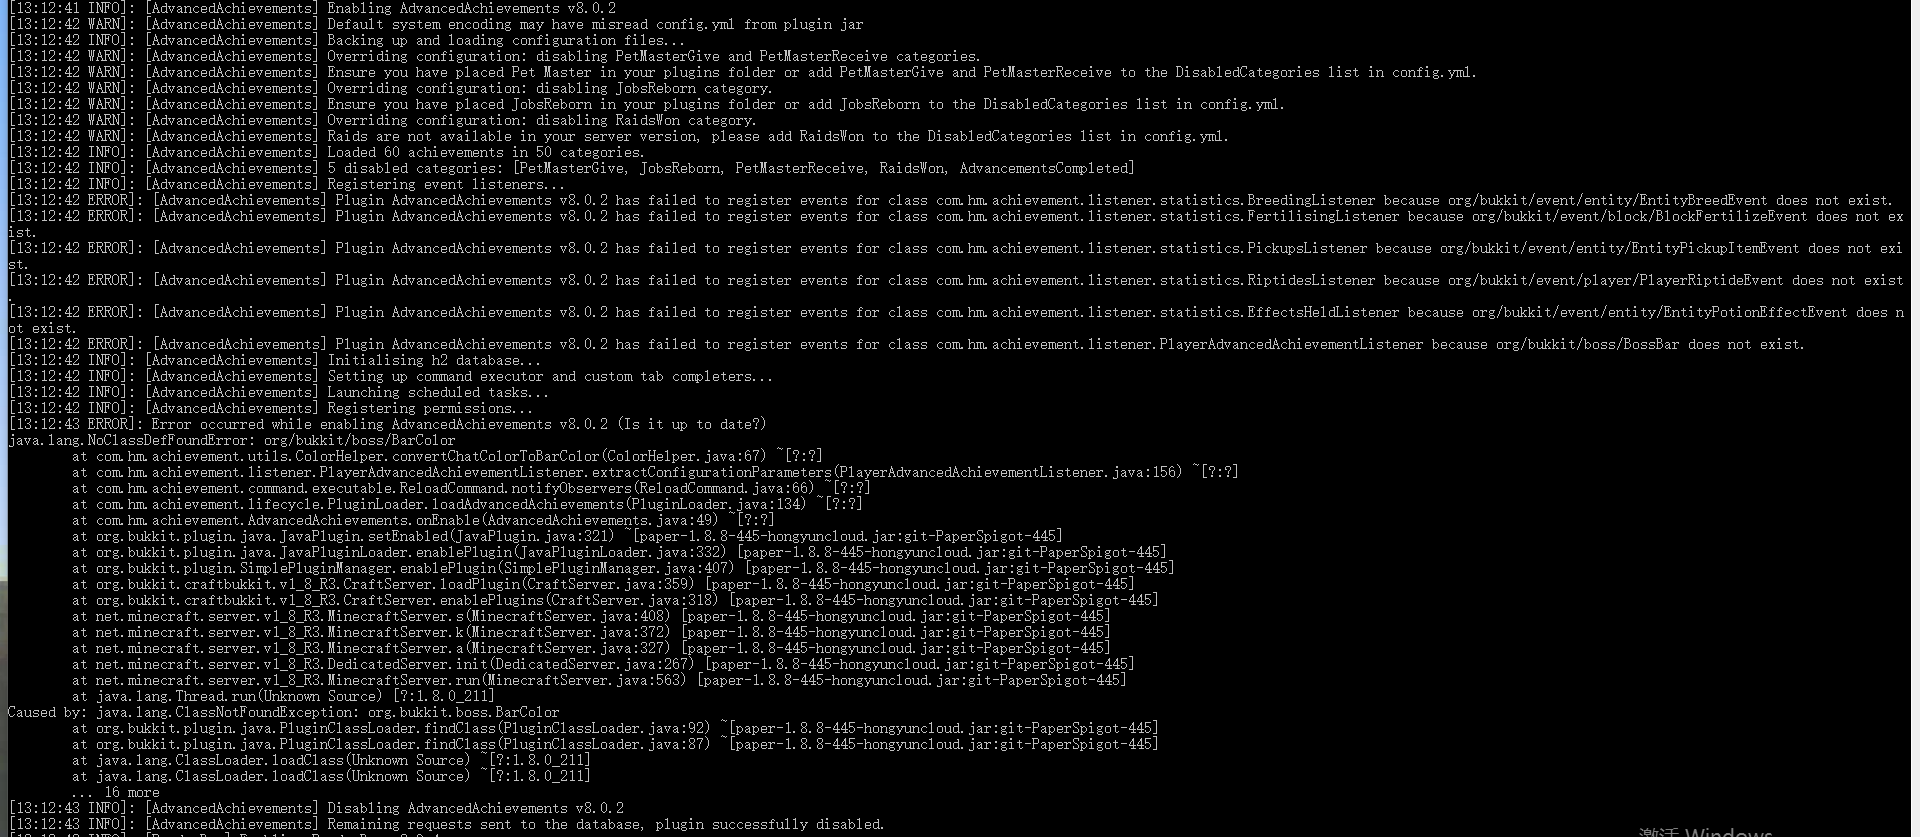 [13:12:41 INFO]: [AdvancedAchievements] Enabling AdvancedAchievements v8.0.2
[13:12:42 WARN]: [AdvancedAchievements] Default system encoding may have misread config.yml from plugin jar
[13:12:42 INFO]: [AdvancedAchievements] Backing up and loading configuration files...
[13:12:42 WARN]: [AdvancedAchievements] Overriding configuration: disabling PetMasterGive and PetMasterReceive categories.
[13:12:42 WARN]: [AdvancedAchievements] Ensure you have placed Pet Master in your plugins folder or add PetMasterGive and PetMasterReceive to the DisabledCategories list in config.yml.
[13:12:42 WARN]: [AdvancedAchievements] Overriding configuration: disabling JobsReborn category.
[13:12:42 WARN]: [AdvancedAchievements] Ensure you have placed JobsReborn in your plugins folder or add JobsReborn to the DisabledCategories list in config.yml.
[13:12:42 WARN]: [AdvancedAchievements] Overriding configuration: disabling RaidsWon category.
[13:12:42 WARN]: [AdvancedAchievements] Raids are not available in your server version, please add RaidsWon to the DisabledCategories list in config.yml.
[13:12:42 INFO]: [AdvancedAchievements] Loaded 60 achievements in 50 categories.
[13:12:42 INFO]: [AdvancedAchievements] 5 disabled categories: [PetMasterGive, JobsReborn, PetMasterReceive, RaidsWon, AdvancementsCompleted]
[13:12:42 INFO]: [AdvancedAchievements] Registering event listeners...
[13:12:42 ERROR]: [AdvancedAchievements] Plugin AdvancedAchievements v8.0.2 has failed to register events for class com.hm.achievement.listener.statistics.BreedingListener because org/bukkit/event/entity/EntityBreedEvent does not exist.
[13:12:42 ERROR]: [AdvancedAchievements] Plugin AdvancedAchievements v8.0.2 has failed to register events for class com.hm.achievement.listener.statistics.FertilisingListener because org/bukkit/event/block/BlockFertilizeEvent does not ex
ist.
[13:12:42 ERROR]: [AdvancedAchievements] Plugin AdvancedAchievements v8.0.2 has failed to register events for class com.hm.achievement.listener.statistics.PickupsListener because org/bukkit/event/entity/EntityPickupItemEvent does not exi
st.
[13:12:42 ERROR]: [AdvancedAchievements] Plugin AdvancedAchievements v8.0.2 has failed to register events for class com.hm.achievement.listener.statistics.RiptidesListener because org/bukkit/event/player/PlayerRiptideEvent does not exist
.
[13:12:42 ERROR]: [AdvancedAchievements] Plugin AdvancedAchievements v8.0.2 has failed to register events for class com.hm.achievement.listener.statistics.EffectsHeldListener because org/bukkit/event/entity/EntityPotionEffectEvent does n
ot exist.
[13:12:42 ERROR]: [AdvancedAchievements] Plugin AdvancedAchievements v8.0.2 has failed to register events for class com.hm.achievement.listener.PlayerAdvancedAchievementListener because org/bukkit/boss/BossBar does not exist.
[13:12:42 INFO]: [AdvancedAchievements] Initialising h2 database...
[13:12:42 INFO]: [AdvancedAchievements] Setting up command executor and custom tab completers...
[13:12:42 INFO]: [AdvancedAchievements] Launching scheduled tasks...
[13:12:42 INFO]: [AdvancedAchievements] Registering permissions...
[13:12:43 ERROR]: Error occurred while enabling AdvancedAchievements v8.0.2 (Is it up to date?)
java.lang.NoClassDefFoundError: org/bukkit/boss/BarColor
at com.hm.achievement.utils.ColorHelper.convertChatColorToBarColor(ColorHelper.java:67) ~[?:?]
at com.hm.achievement.listener.PlayerAdvancedAchievementListener.extractConfigurationParameters(PlayerAdvancedAchievementListener.java:156) ~[?:?]
at com.hm.achievement.command.executable.ReloadCommand.notifyObservers(ReloadCommand.java:66) ~[?:?]
at com.hm.achievement.lifecycle.PluginLoader.loadAdvancedAchievements(PluginLoader.java:134) ~[?:?]
at com.hm.achievement.AdvancedAchievements.onEnable(AdvancedAchievements.java:49) ~[?:?]
at org.bukkit.plugin.java.JavaPlugin.setEnabled(JavaPlugin.java:321) ~[paper-1.8.8-445-hongyuncloud.jar:git-PaperSpigot-445]
at org.bukkit.plugin.java.JavaPluginLoader.enablePlugin(JavaPluginLoader.java:332) [paper-1.8.8-445-hongyuncloud.jar:git-PaperSpigot-445]
at org.bukkit.plugin.SimplePluginManager.enablePlugin(SimplePluginManager.java:407) [paper-1.8.8-445-hongyuncloud.jar:git-PaperSpigot-445]
at org.bukkit.craftbukkit.v1_8_R3.CraftServer.loadPlugin(CraftServer.java:359) [paper-1.8.8-445-hongyuncloud.jar:git-PaperSpigot-445]
at org.bukkit.craftbukkit.v1_8_R3.CraftServer.enablePlugins(CraftServer.java:318) [paper-1.8.8-445-hongyuncloud.jar:git-PaperSpigot-445]
at net.minecraft.server.v1_8_R3.MinecraftServer.s(MinecraftServer.java:408) [paper-1.8.8-445-hongyuncloud.jar:git-PaperSpigot-445]
at net.minecraft.server.v1_8_R3.MinecraftServer.k(MinecraftServer.java:372) [paper-1.8.8-445-hongyuncloud.jar:git-PaperSpigot-445]
at net.minecraft.server.v1_8_R3.MinecraftServer.a(MinecraftServer.java:327) [paper-1.8.8-445-hongyuncloud.jar:git-PaperSpigot-445]
at net.minecraft.server.v1_8_R3.DedicatedServer.init(DedicatedServer.java:267) [paper-1.8.8-445-hongyuncloud.jar:git-PaperSpigot-445]
at net.minecraft.server.v1_8_R3.MinecraftServer.run(MinecraftServer.java:563) [paper-1.8.8-445-hongyuncloud.jar:git-PaperSpigot-445]
at java.lang.Thread.run(Unknown Source) [?:1.8.0_211]
Caused by: java.lang.ClassNotFoundException: org.bukkit.boss.BarColor
at org.bukkit.plugin.java.PluginClassLoader.findClass(PluginClassLoader.java:92) ~[paper-1.8.8-445-hongyuncloud.jar:git-PaperSpigot-445]
at org.bukkit.plugin.java.PluginClassLoader.findClass(PluginClassLoader.java:87) ~[paper-1.8.8-445-hongyuncloud.jar:git-PaperSpigot-445]
at java.lang.ClassLoader.loadClass(Unknown Source) ~[?:1.8.0_211]
at java.lang.ClassLoader.loadClass(Unknown Source) ~[?:1.8.0_211]
... 16 more
[13:12:43 INFO]: [AdvancedAchievements] Disabling AdvancedAchievements v8.0.2
[13:12:43 INFO]: [AdvancedAchievements] Remaining requests sent to the database, plugin successfully disabled.
激活 Windows